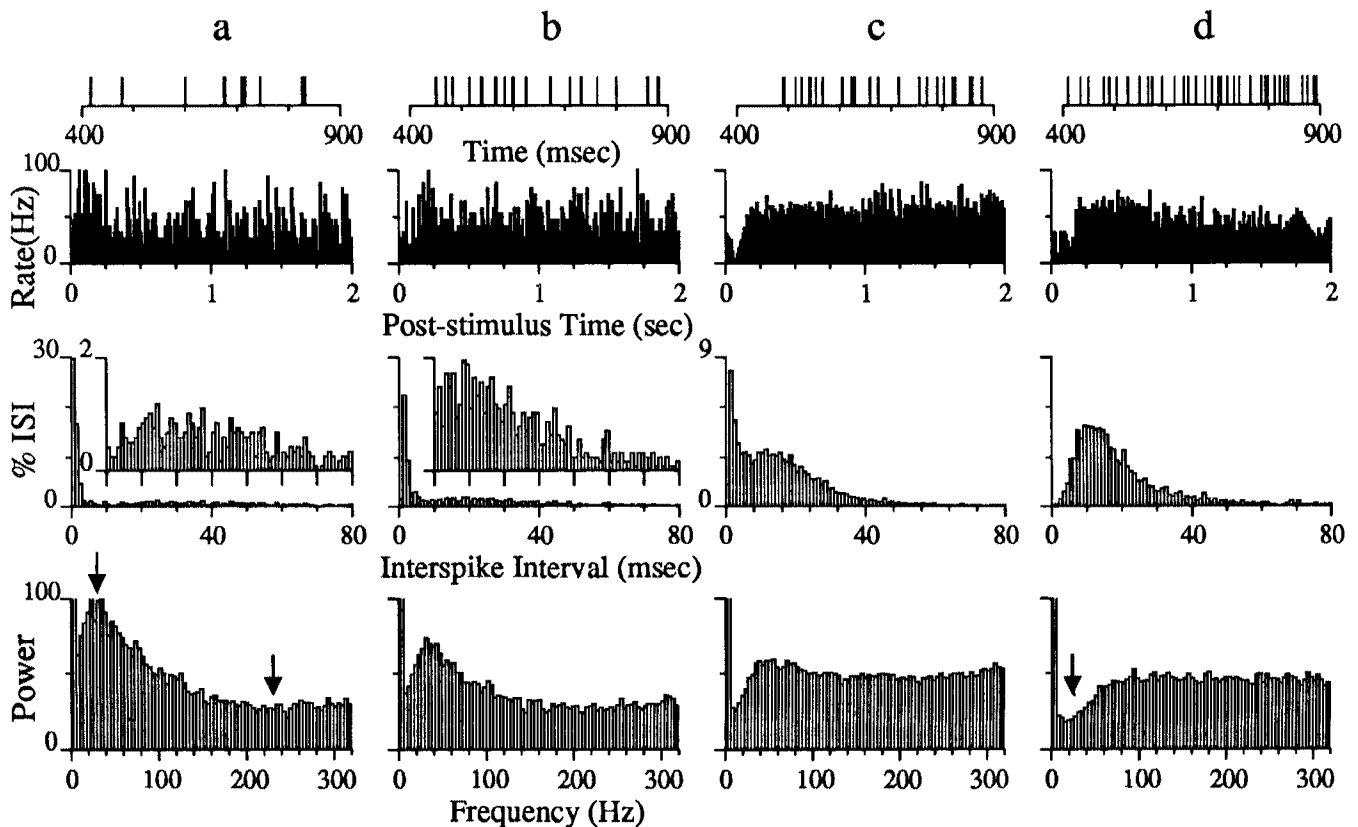 a b c d
400 900 400 900 400 900 400 900
Time (msec)
Rate(Hz)
100
0
0 1 2 0 1 2 0 1 2 0 1 2
Post-stimulus Time (sec)
% ISI
30 2 9
0 0
0 40 80 0 40 80 0 40 80 0 40 80
Interspike Interval (msec)
Power
100
0
0 100 200 300 0 100 200 300 0 100 200 300 0 100 200 300
Frequency (Hz)